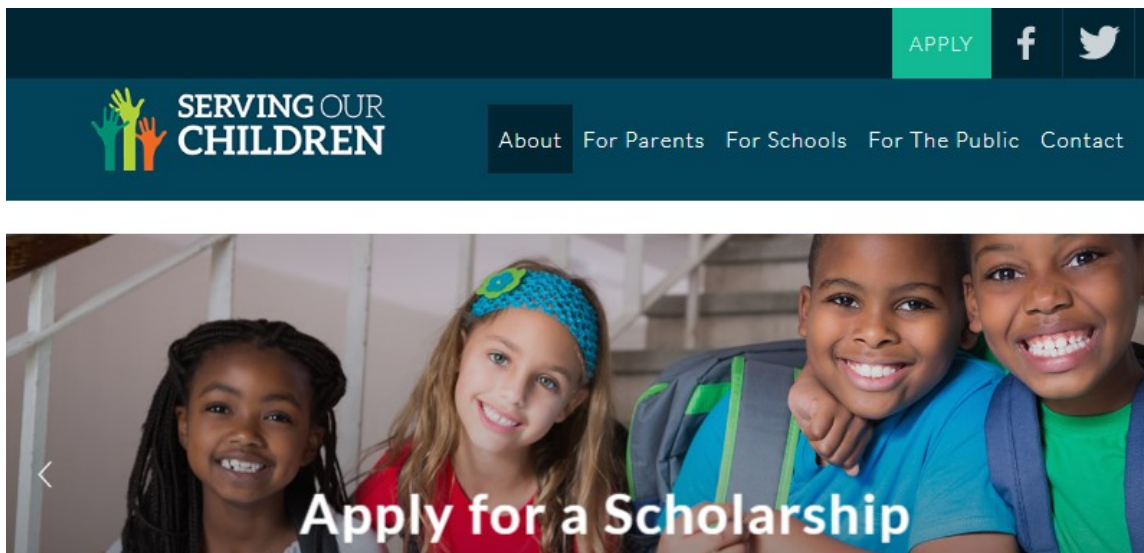 APPLY
SERVING OUR
CHILDREN
About For Parents For Schools For The Public Contact
Apply for a Scholarship